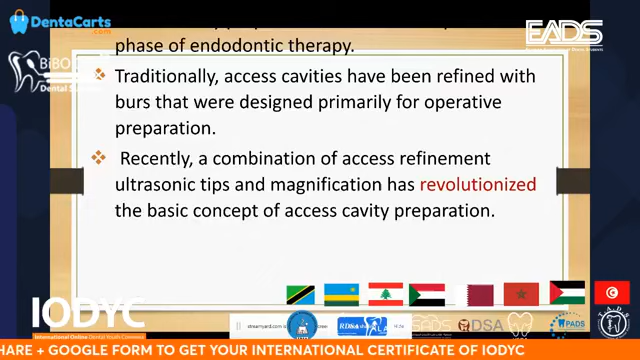 DentaCarts
.com
EADS
phase of endodontic therapy.
Traditionally, access cavities have been refined with
burs that were designed primarily for operative
preparation.
Recently, a combination of access refinement
ultrasonic tips and magnification has revolutionized
the basic concept of access cavity preparation.
IODYC
International Online Dental Youth Commerce
HARE + GOOGLE FORM TO GET YOUR INTERNATIONAL CERTIFICATE OF IODYC